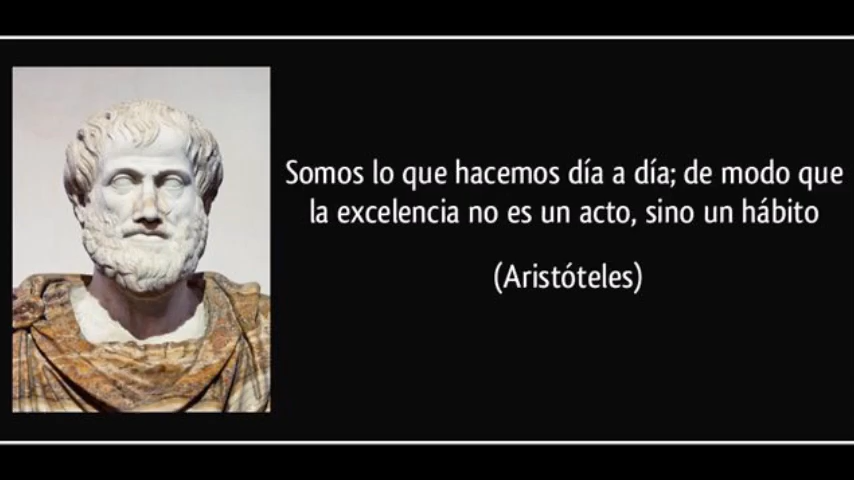 Somos lo que hacemos día a día; de modo que
la excelencia no es un acto, sino un hábito
(Aristóteles)